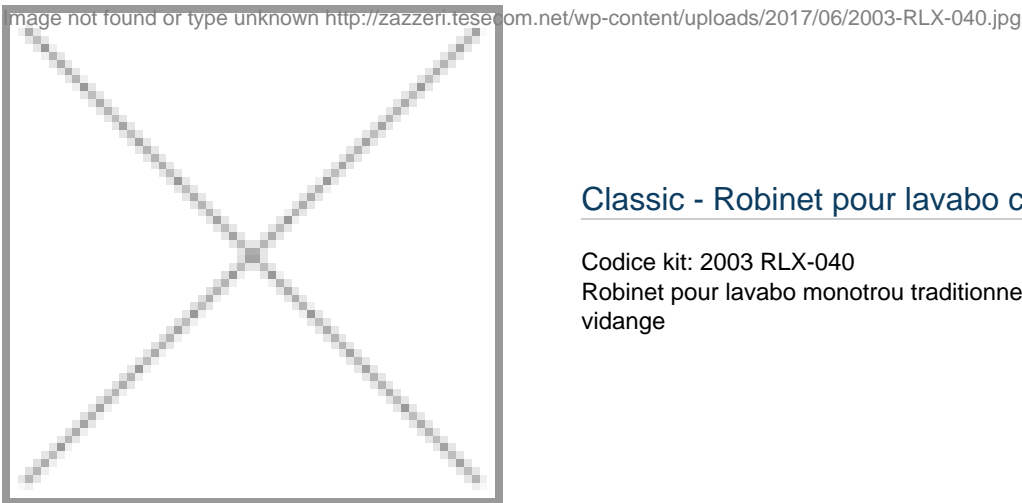 Image not found or type unknown http://zazzeri.tesecom.net/wp-content/uploads/2017/06/2003-RLX-040.jpg
Classic - Robinet pour lavabo
Codice kit: 2003 RLX-040
Robinet pour lavabo monotrou
vidange